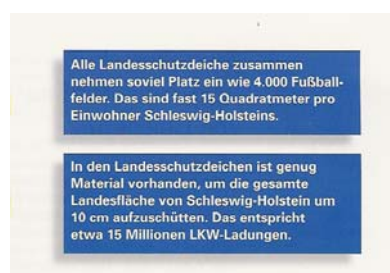 Alle Landesschutzdeiche zusammen
nehmen soviel Platz ein wie 4.000 Fußball-
felder. Das sind fast 15 Quadratmeter pro
Einwohner Schleswig-Holsteins.
In den Landesschutzdeichen ist genug
Material vorhanden, um die gesamte
Landesfläche von Schleswig-Holstein um
10 cm aufzuschütten. Das entspricht
etwa 15 Millionen LKW-Ladungen.